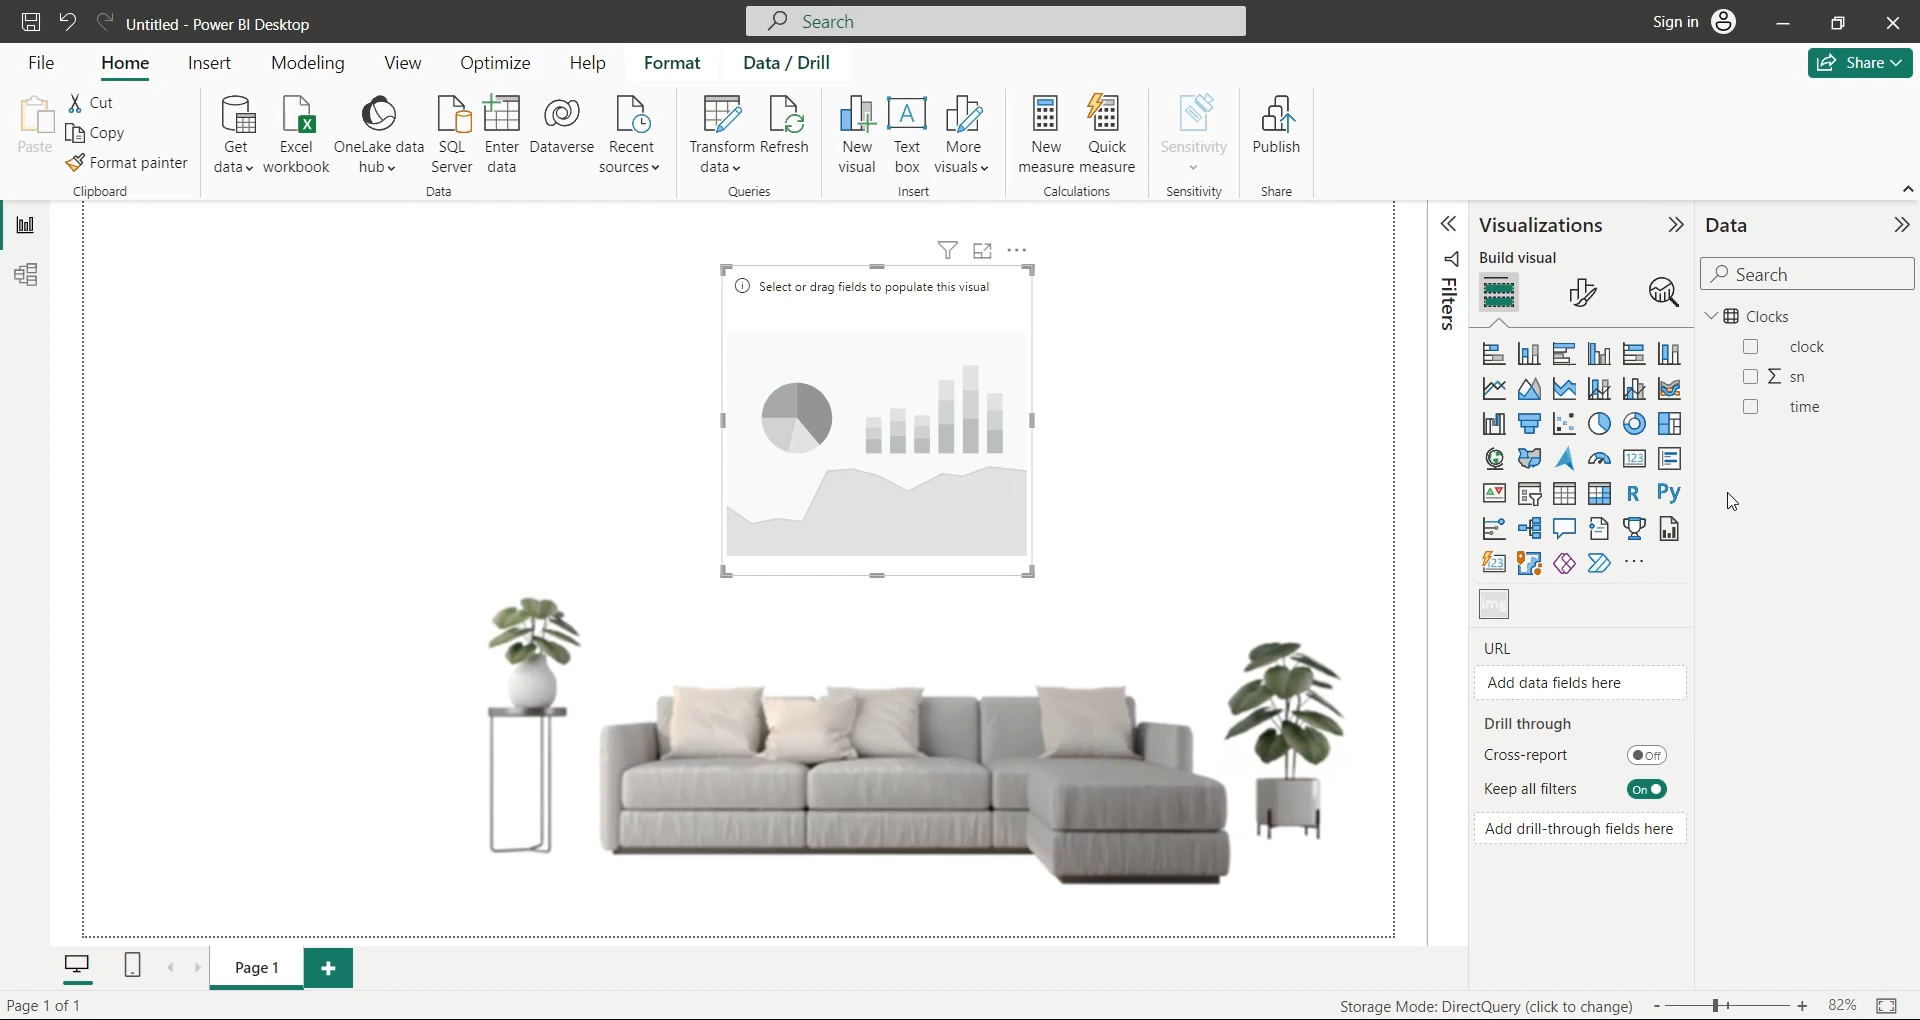 Untitled - Power BI Desktop
Search
Sign in
File
Home
Insert
Modeling
View
Optimize
Help
Format
Data / Drill
Share
Paste
Cut
Copy
Format painter
Clipboard
Get data
Excel workbook
OneLake data hub
SQL Server
Enter data
Dataverse
Recent sources
Data
Transform data
Refresh
Queries
New visual
A
Text box
More visuals
Insert
New measure
Quick measure
Calculations
Sensitivity
Sensitivity
Publish
Share
Select or drag fields to populate this visual
Filters
Visualizations
Build visual
123
R
Py
123
img
URL
Add data fields here
Drill through
Cross-report
Off
Keep all filters
On
Add drill-through fields here
Data
Search
Clocks
clock
Σ sn
time
Page 1
Page 1 of 1
Storage Mode: DirectQuery (click to change)
- + 82%